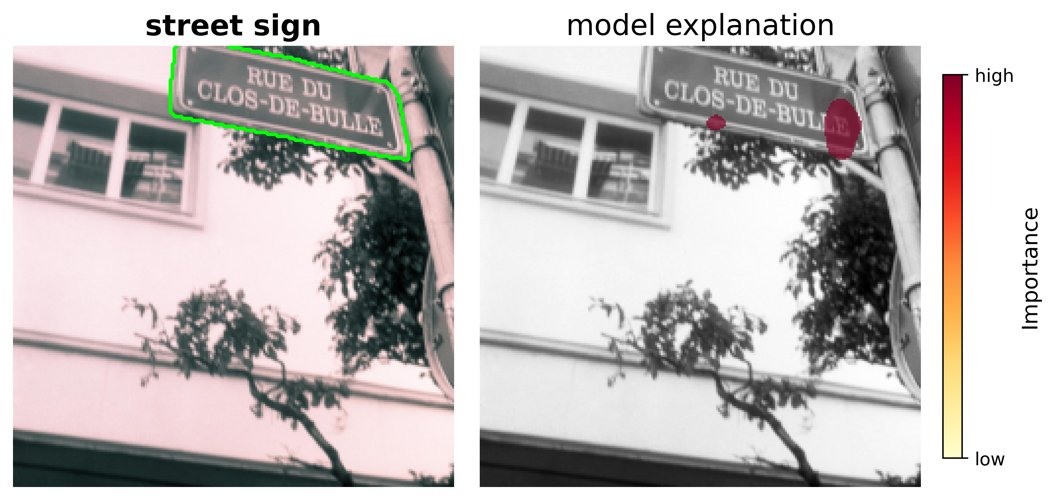 street sign
model explanation
RUE DU
CLOS-DE-BULLE
RUE DU
CLOS-DE-BULLE
high
low
Importance